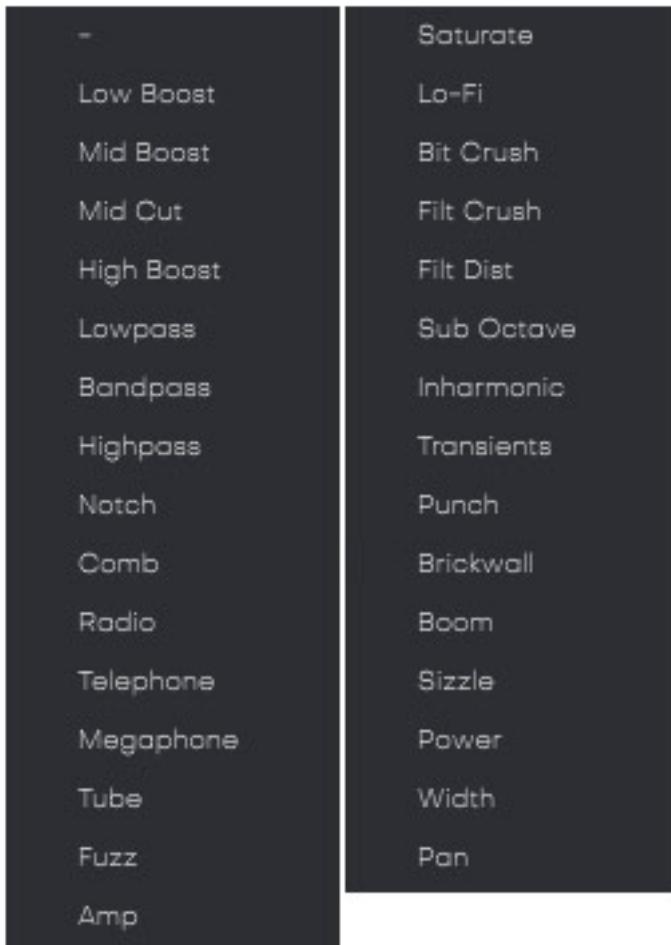 -
Low Boost
Mid Boost
Mid Cut
High Boost
Lowpass
Bandpass
Highpass
Notch
Comb
Radio
Telephone
Megaphone
Tube
Fuzz
Amp
Saturate
Lo-Fi
Bit Crush
Filt Crush
Filt Dist
Sub Octave
Inharmonic
Transients
Punch
Brickwall
Boom
Sizzle
Power
Width
Pan